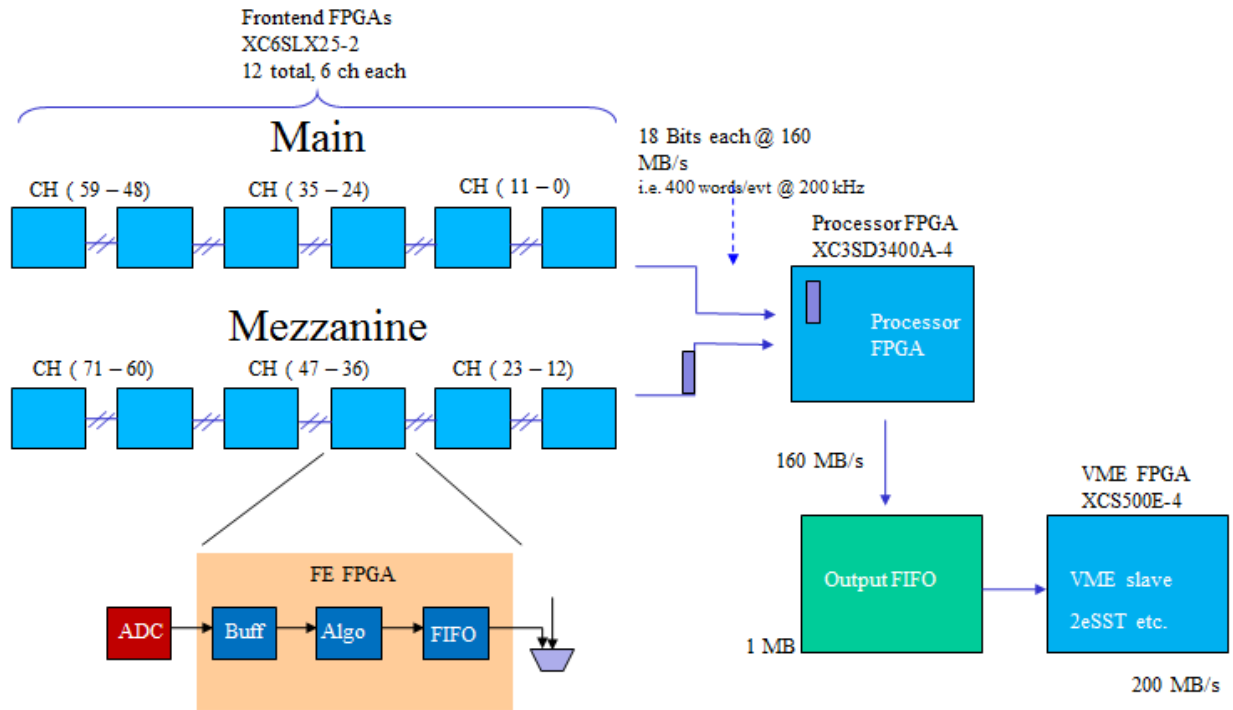 Frontend FPGAs
XC6SLX25-2
12 total, 6 ch each
Main
18 Bits each @ 160
MB/s
i.e. 400 words/evt @ 200 kHz
CH ( 59 – 48)
CH ( 35 – 24)
CH ( 11 – 0)
Processor FPGA
XC3SD3400A-4
Processor
FPGA
Mezzanine
CH ( 71 – 60)
CH ( 47 – 36)
CH ( 23 – 12)
160 MB/s
VME FPGA
XCS500E-4
FE FPGA
ADC
Buff
Algo
FIFO
Output FIFO
VME slave
2eSST etc.
1 MB
200 MB/s